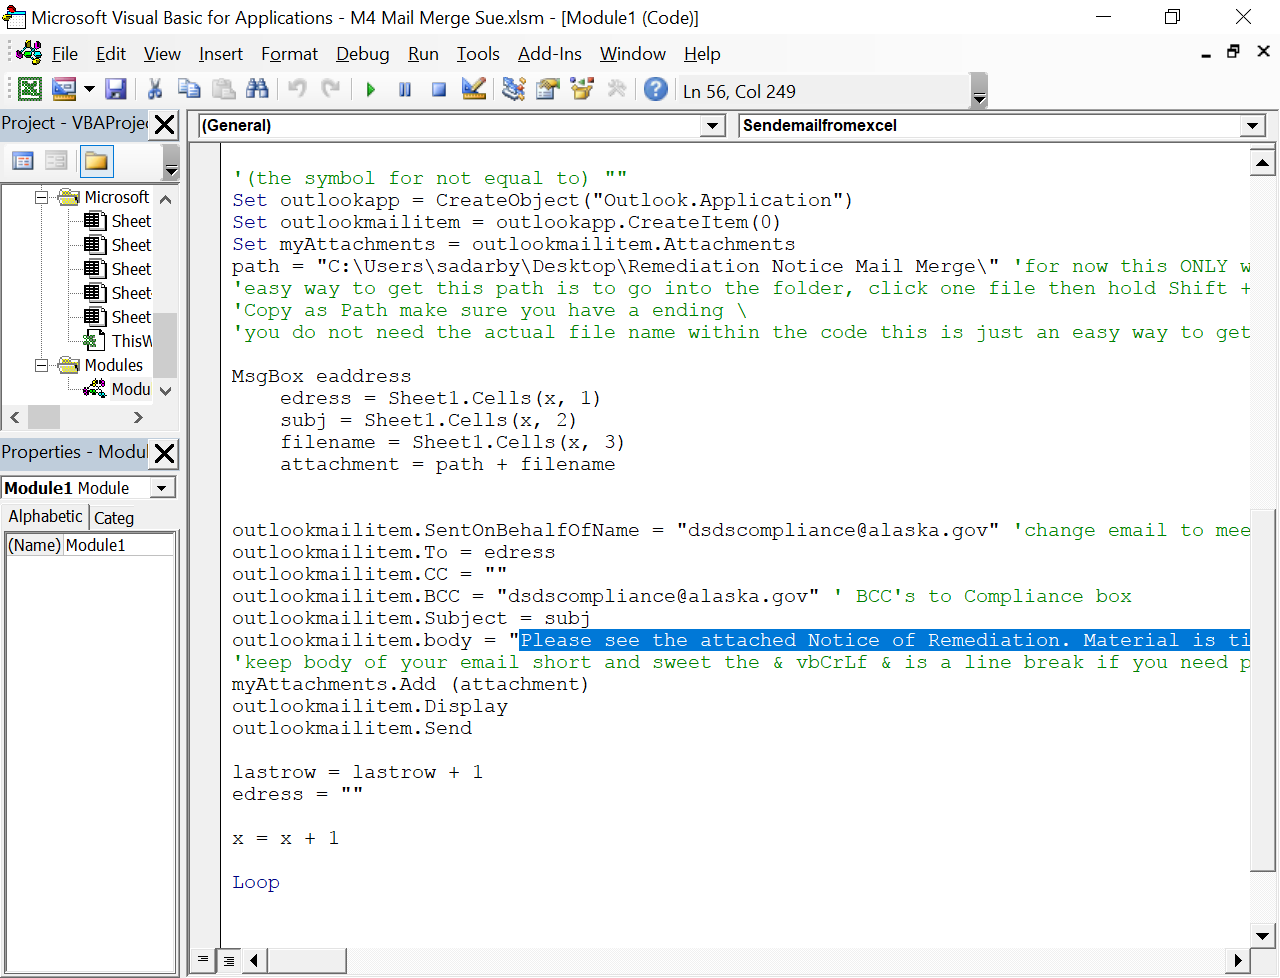 Microsoft Visual Basic for Applications - M4 Mail Merge Sue.xlsm - [Module1 (Code)]
File Edit View Insert Format Debug Run Tools Add-Ins Window Help
Ln 56, Col 249
Project - VBAProje
(General)
Sendemailfromexcel
Microsoft
Sheet
Sheet
Sheet
Sheet
Sheet
ThisW
Modules
Modu
Properties - Modu
Module1 Module
Alphabetic Categ
(Name) Module1
'(the symbol for not equal to) ""
Set outlookapp = CreateObject("Outlook.Application")
Set outlookmailitem = outlookapp.CreateItem(0)
Set myAttachments = outlookmailitem.Attachments
path = "C:\Users\sadarby\Desktop\Remediation Notice Mail Merge\" 'for now this ONLY w
'easy way to get this path is to go into the folder, click one file then hold Shift +
'Copy as Path make sure you have a ending \
'you do not need the actual file name within the code this is just an easy way to get
MsgBox eaddress
edress = Sheet1.Cells(x, 1)
subj = Sheet1.Cells(x, 2)
filename = Sheet1.Cells(x, 3)
attachment = path + filename
outlookmailitem.SentOnBehalfOfName = "dsdscompliance@alaska.gov" 'change email to mee
outlookmailitem.To = edress
outlookmailitem.CC = ""
outlookmailitem.BCC = "dsdscompliance@alaska.gov" ' BCC's to Compliance box
outlookmailitem.Subject = subj
outlookmailitem.body = "Please see the attached Notice of Remediation. Material is ti
'keep body of your email short and sweet the & vbCrLf & is a line break if you need p
myAttachments.Add (attachment)
outlookmailitem.Display
outlookmailitem.Send
lastrow = lastrow + 1
edress = ""
x = x + 1
Loop